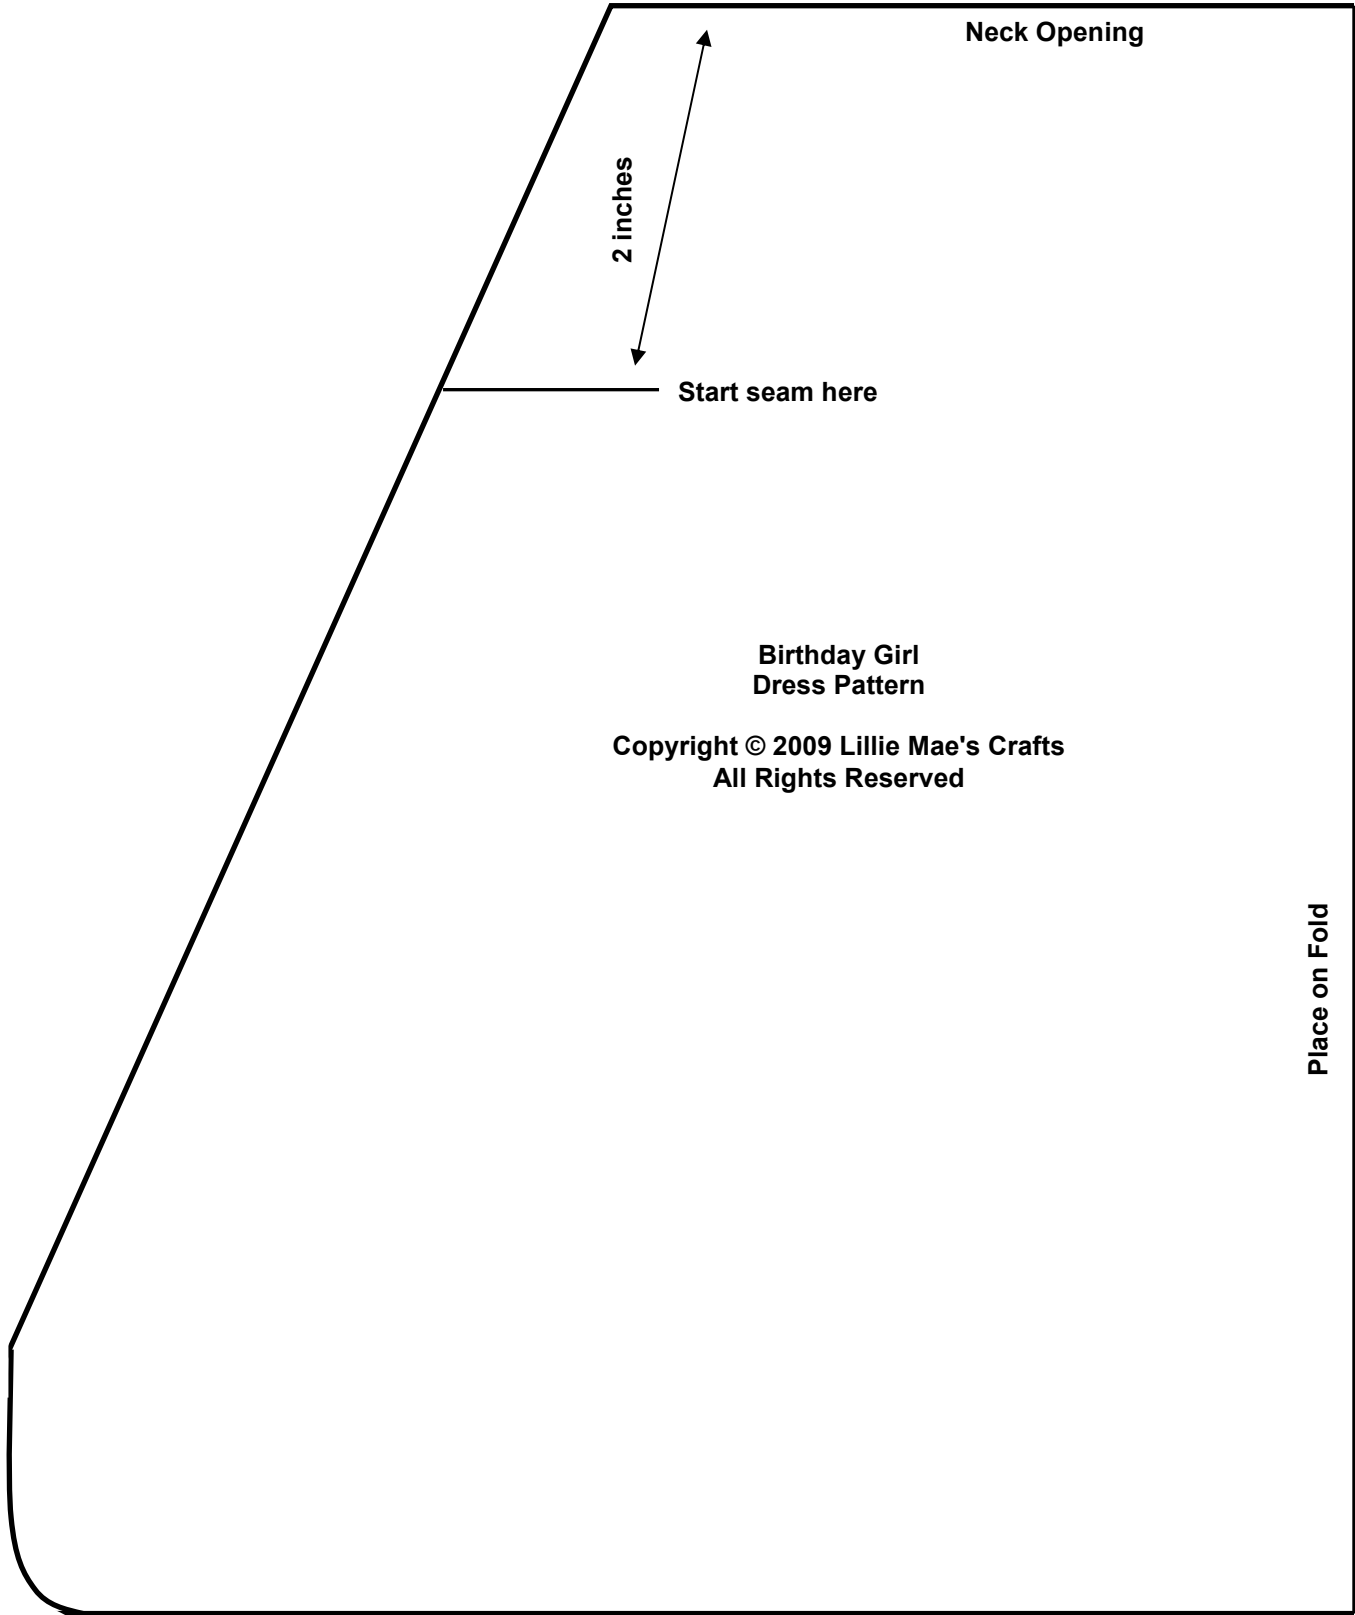 Neck Opening
2 inches
Start seam here
Birthday Girl
Dress Pattern
Copyright © 2009 Lillie Mae's Crafts
All Rights Reserved
Place on Fold